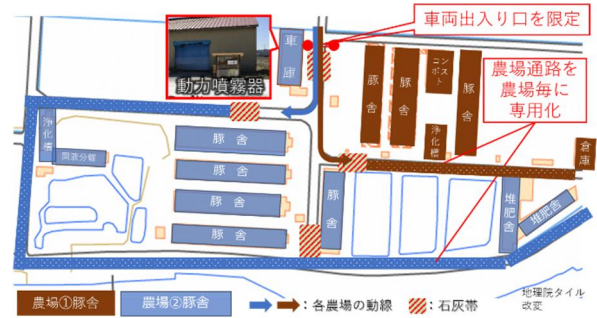 車両出入り口を限定
車
庫
動力噴霧器
農場通路を
農場毎に
専用化
豚
舎
豚
舎
コンポスト
豚
舎
浄化槽
倉
庫
浄化槽
固液分離
豚 舎
豚 舎
豚 舎
豚 舎
豚
舎
堆肥舎
堆肥舎
農場①豚舎
農場②豚舎
:各農場の動線
:石灰帯
地理院タイル
改変